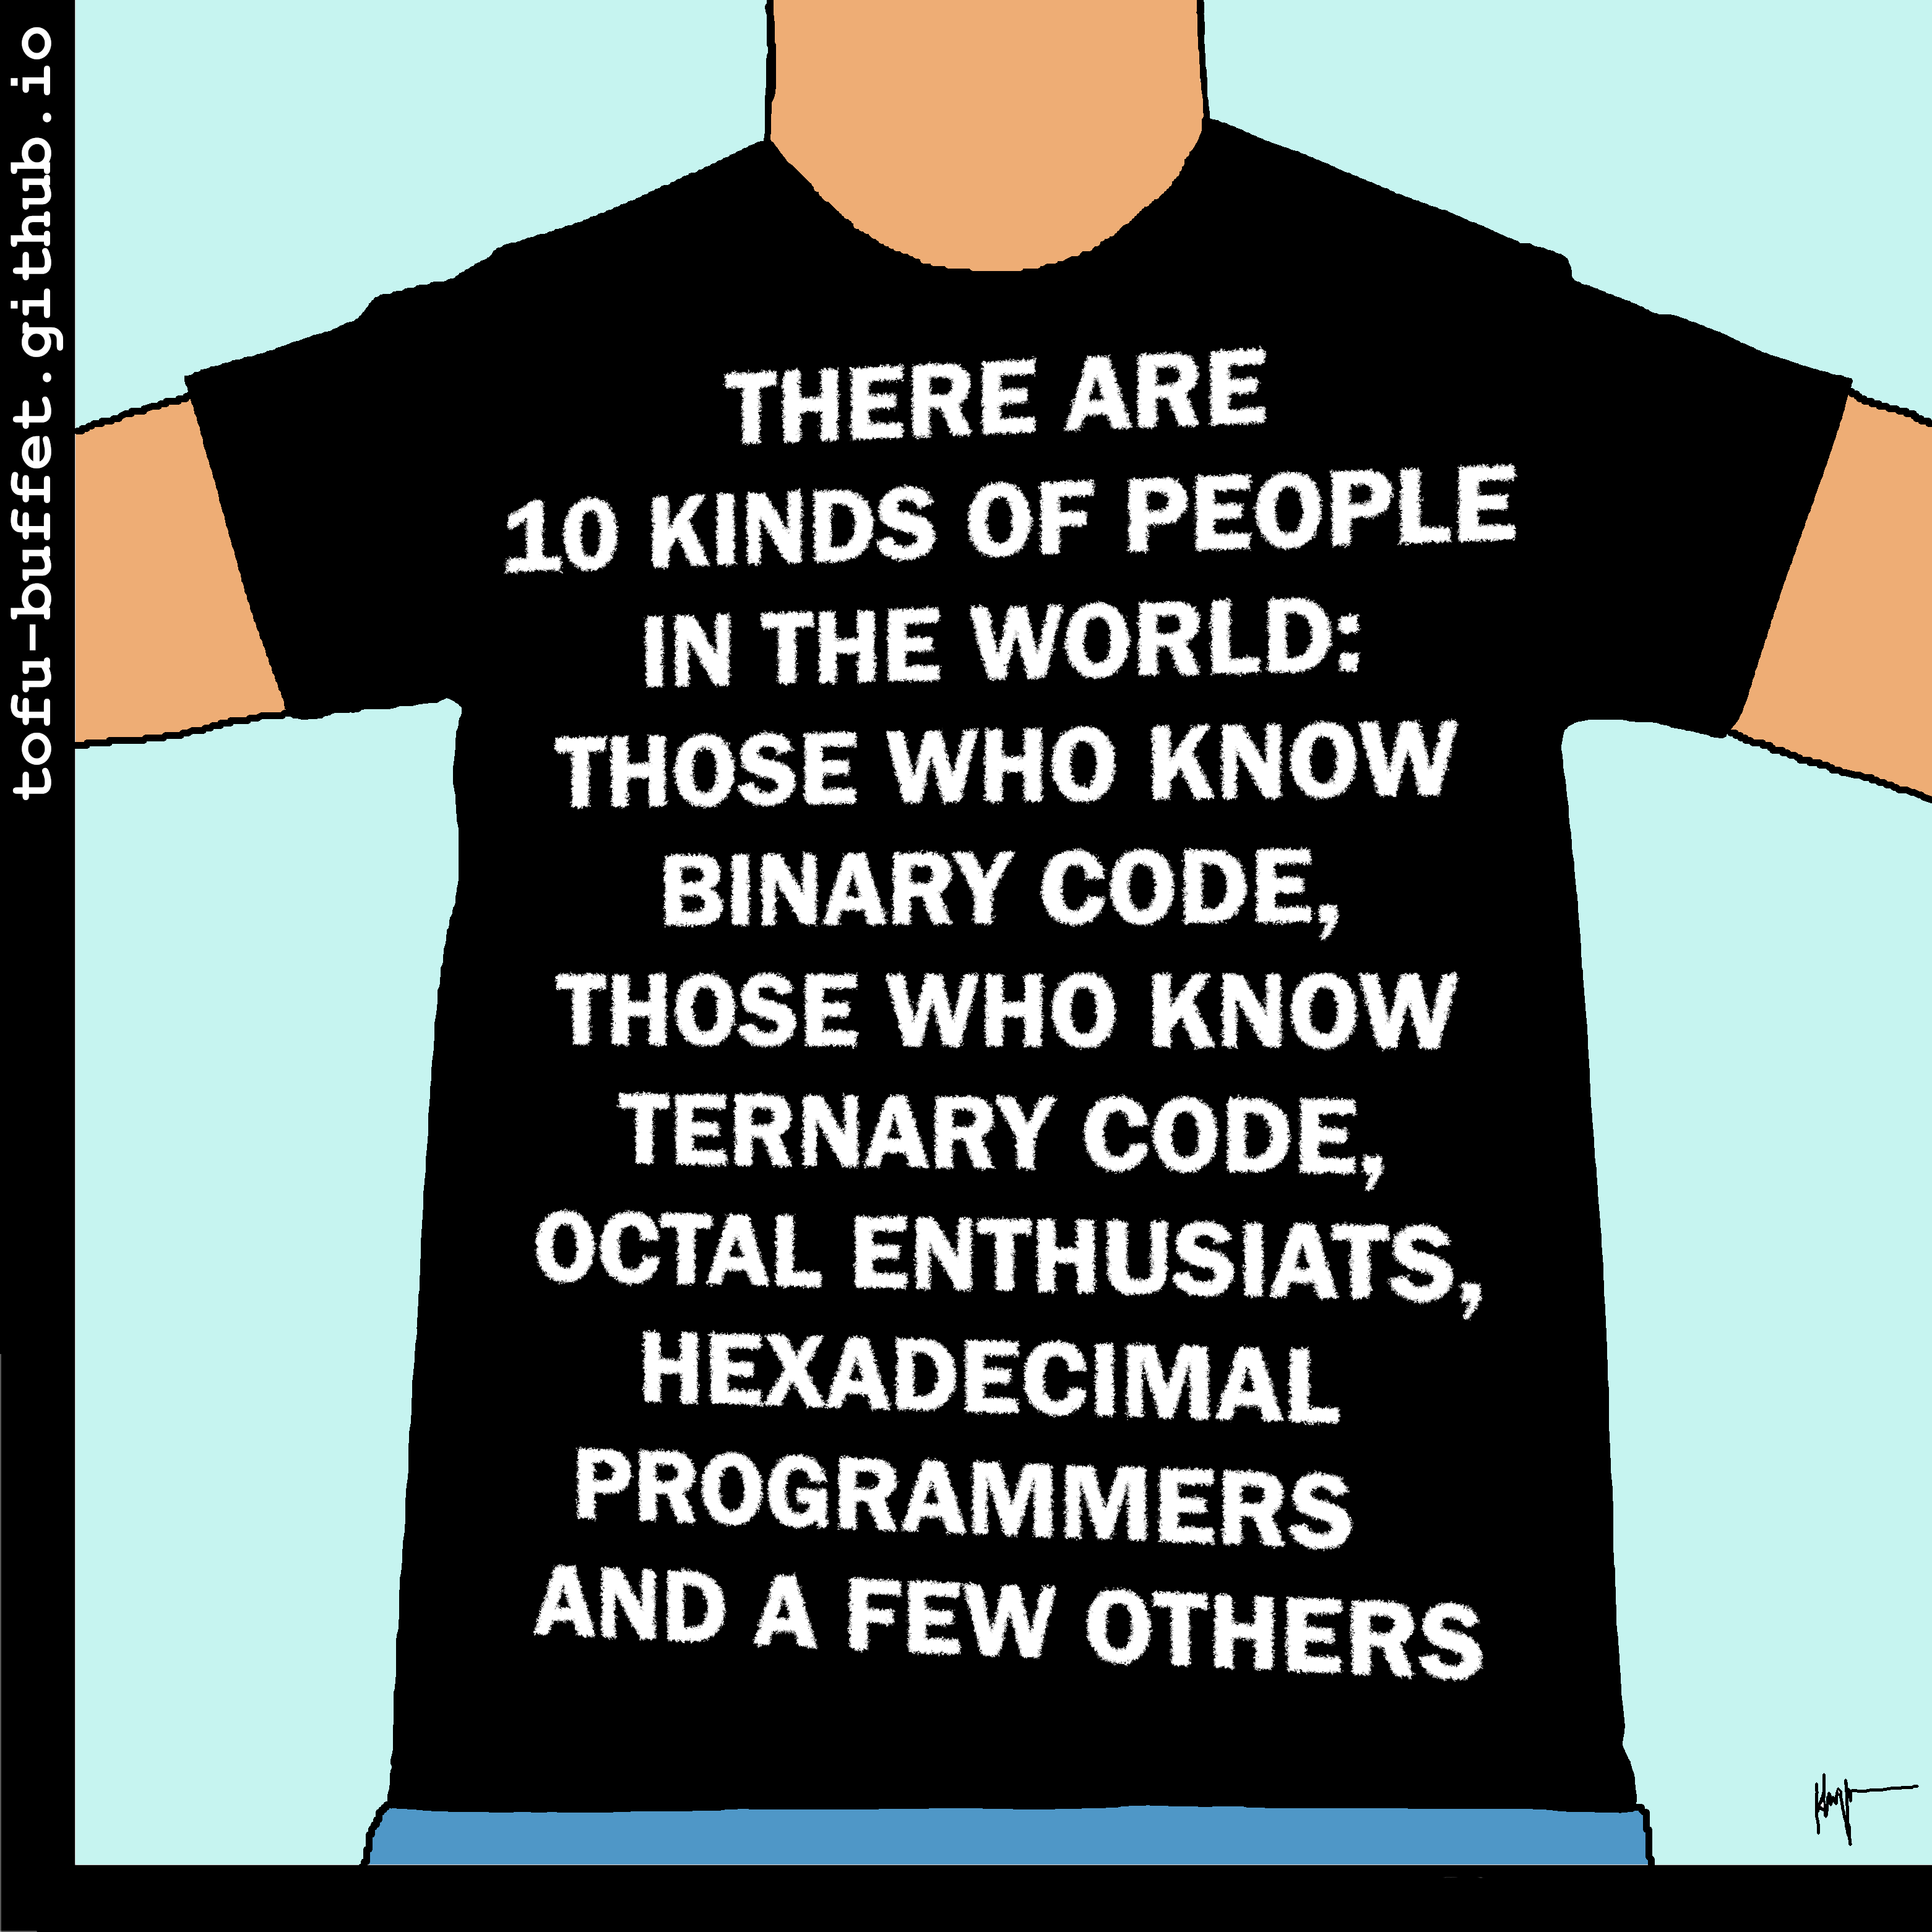 tofu-buffet.github.io
THERE ARE
10 KINDS OF PEOPLE
IN THE WORLD:
THOSE WHO KNOW
BINARY CODE,
THOSE WHO KNOW
TERNARY CODE,
OCTAL ENTHUSIATS,
HEXADECIMAL
PROGRAMMERS
AND A FEW OTHERS